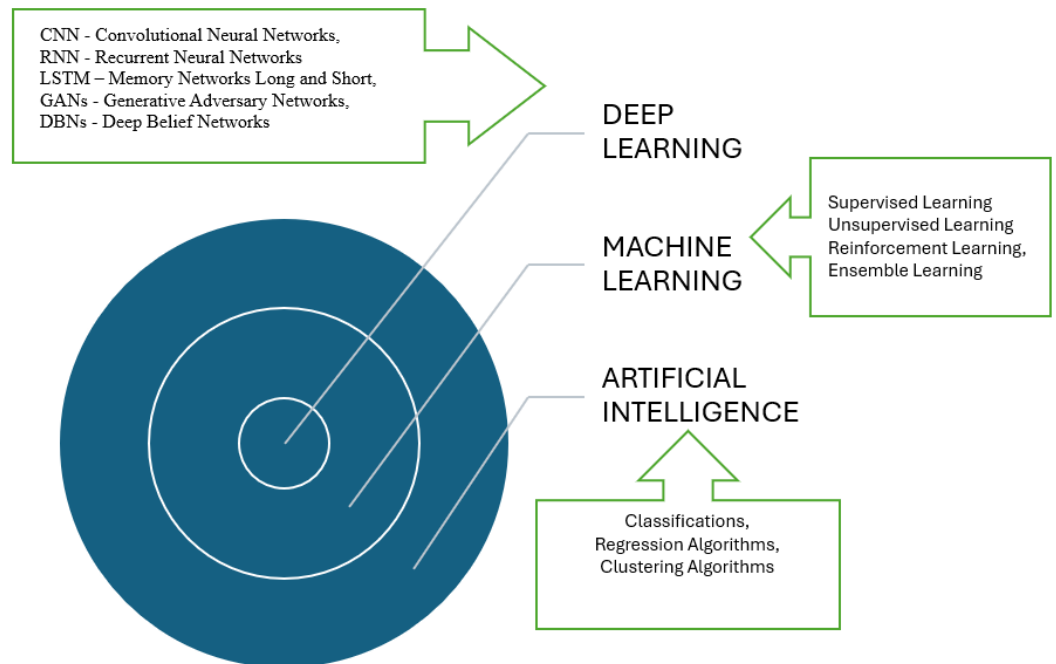 CNN - Convolutional Neural Networks,
RNN - Recurrent Neural Networks
LSTM – Memory Networks Long and Short,
GANs - Generative Adversary Networks,
DBNs - Deep Belief Networks
DEEP
LEARNING
MACHINE
LEARNING
Supervised Learning
Unsupervised Learning
Reinforcement Learning,
Ensemble Learning
ARTIFICIAL
INTELLIGENCE
Classifications,
Regression Algorithms,
Clustering Algorithms